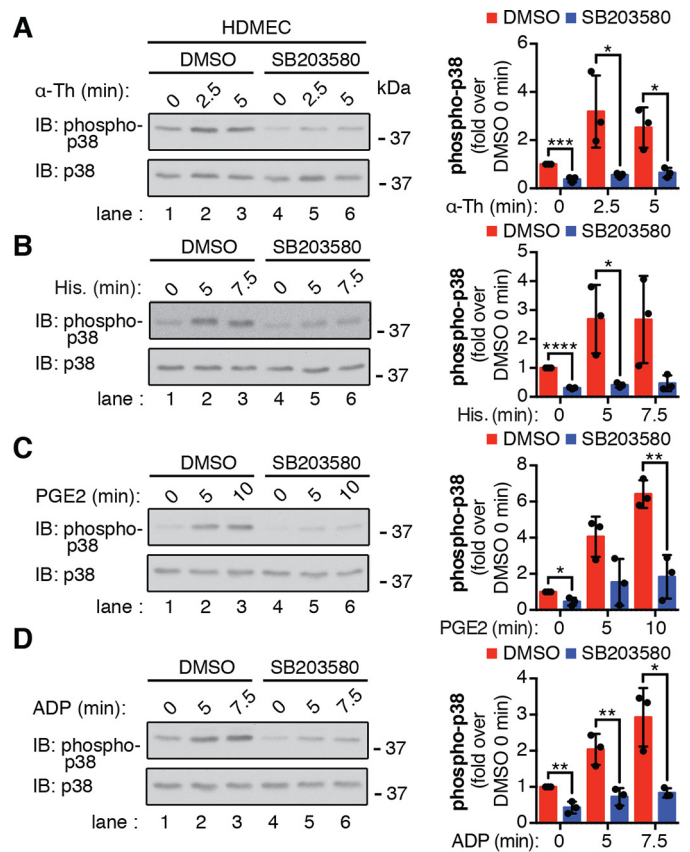 A
HDMEC
DMSO SB203580
α-Th (min): 0 2.5 5 0 2.5 5 kDa
IB: phospho-
p38
- 37
IB: p38
- 37
lane : 1 2 3 4 5 6
DMSO SB203580
phospho-p38
(fold over
DMSO 0 min)
6
4
2
0
*** * *
α-Th (min): 0 2.5 5
B
DMSO SB203580
His. (min): 0 5 7.5 0 5 7.5
IB: phospho-
p38
- 37
IB: p38
- 37
lane : 1 2 3 4 5 6
DMSO SB203580
phospho-p38
(fold over
DMSO 0 min)
5
4
3
2
1
0
**** *
His. (min): 0 5 7.5
C
DMSO SB203580
PGE2 (min): 0 5 10 0 5 10
IB: phospho-
p38
- 37
IB: p38
- 37
lane : 1 2 3 4 5 6
DMSO SB203580
phospho-p38
(fold over
DMSO 0 min)
8
6
4
2
0
* **
PGE2 (min): 0 5 10
D
DMSO SB203580
ADP (min): 0 5 7.5 0 5 7.5
IB: phospho-
p38
- 37
IB: p38
- 37
lane : 1 2 3 4 5 6
DMSO SB203580
phospho-p38
(fold over
DMSO 0 min)
4
3
2
1
0
** ** *
ADP (min): 0 5 7.5